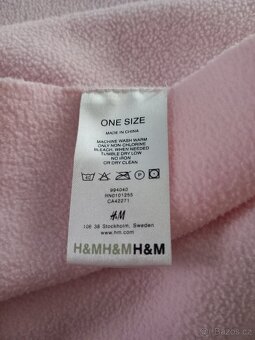 ONE SIZE
MADE IN CHINA
MACHINE WASH WARM
ONLY NON-CHLORINE
BLEACH, WHEN NEEDED
TUMBLE DRY LOW
NO IRON
OR DRY CLEAN
994040
RN0101255
CA42271
H&M
106 38 Stockholm, Sweden
www.hm.com
H&MH&MH&M